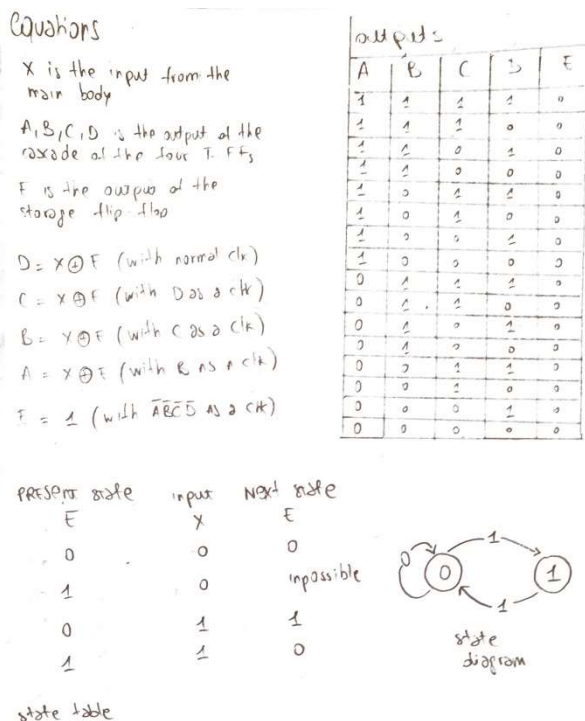 Equations
X is the input from the
main body
A,B,C,D is the output of the
cascade of the four T. FFs
E is the output of the
storage flip flop
D = X⊕E (with normal clk)
C = X⊕E (with D as a clk)
B = X⊕E (with C as a clk)
A = X⊕E (with B as a clk)
E = 1 (with A̅B̅C̅D̅ as a clk)
outputs
A B C D E
1 1 1 1 0
1 1 1 0 0
1 1 0 1 0
1 1 0 0 0
1 0 1 1 0
1 0 1 0 0
1 0 0 1 0
1 0 0 0 0
0 1 1 1 0
0 1 1 0 0
0 1 0 1 0
0 1 0 0 0
0 0 1 1 0
0 0 1 0 0
0 0 0 1 0
0 0 0 0 0
PRESENT state input Next state
E X E
0 0 0
1 0 inpossible
0 1 1
1 1 0
state table
1
0 0 1
1
state
diagram